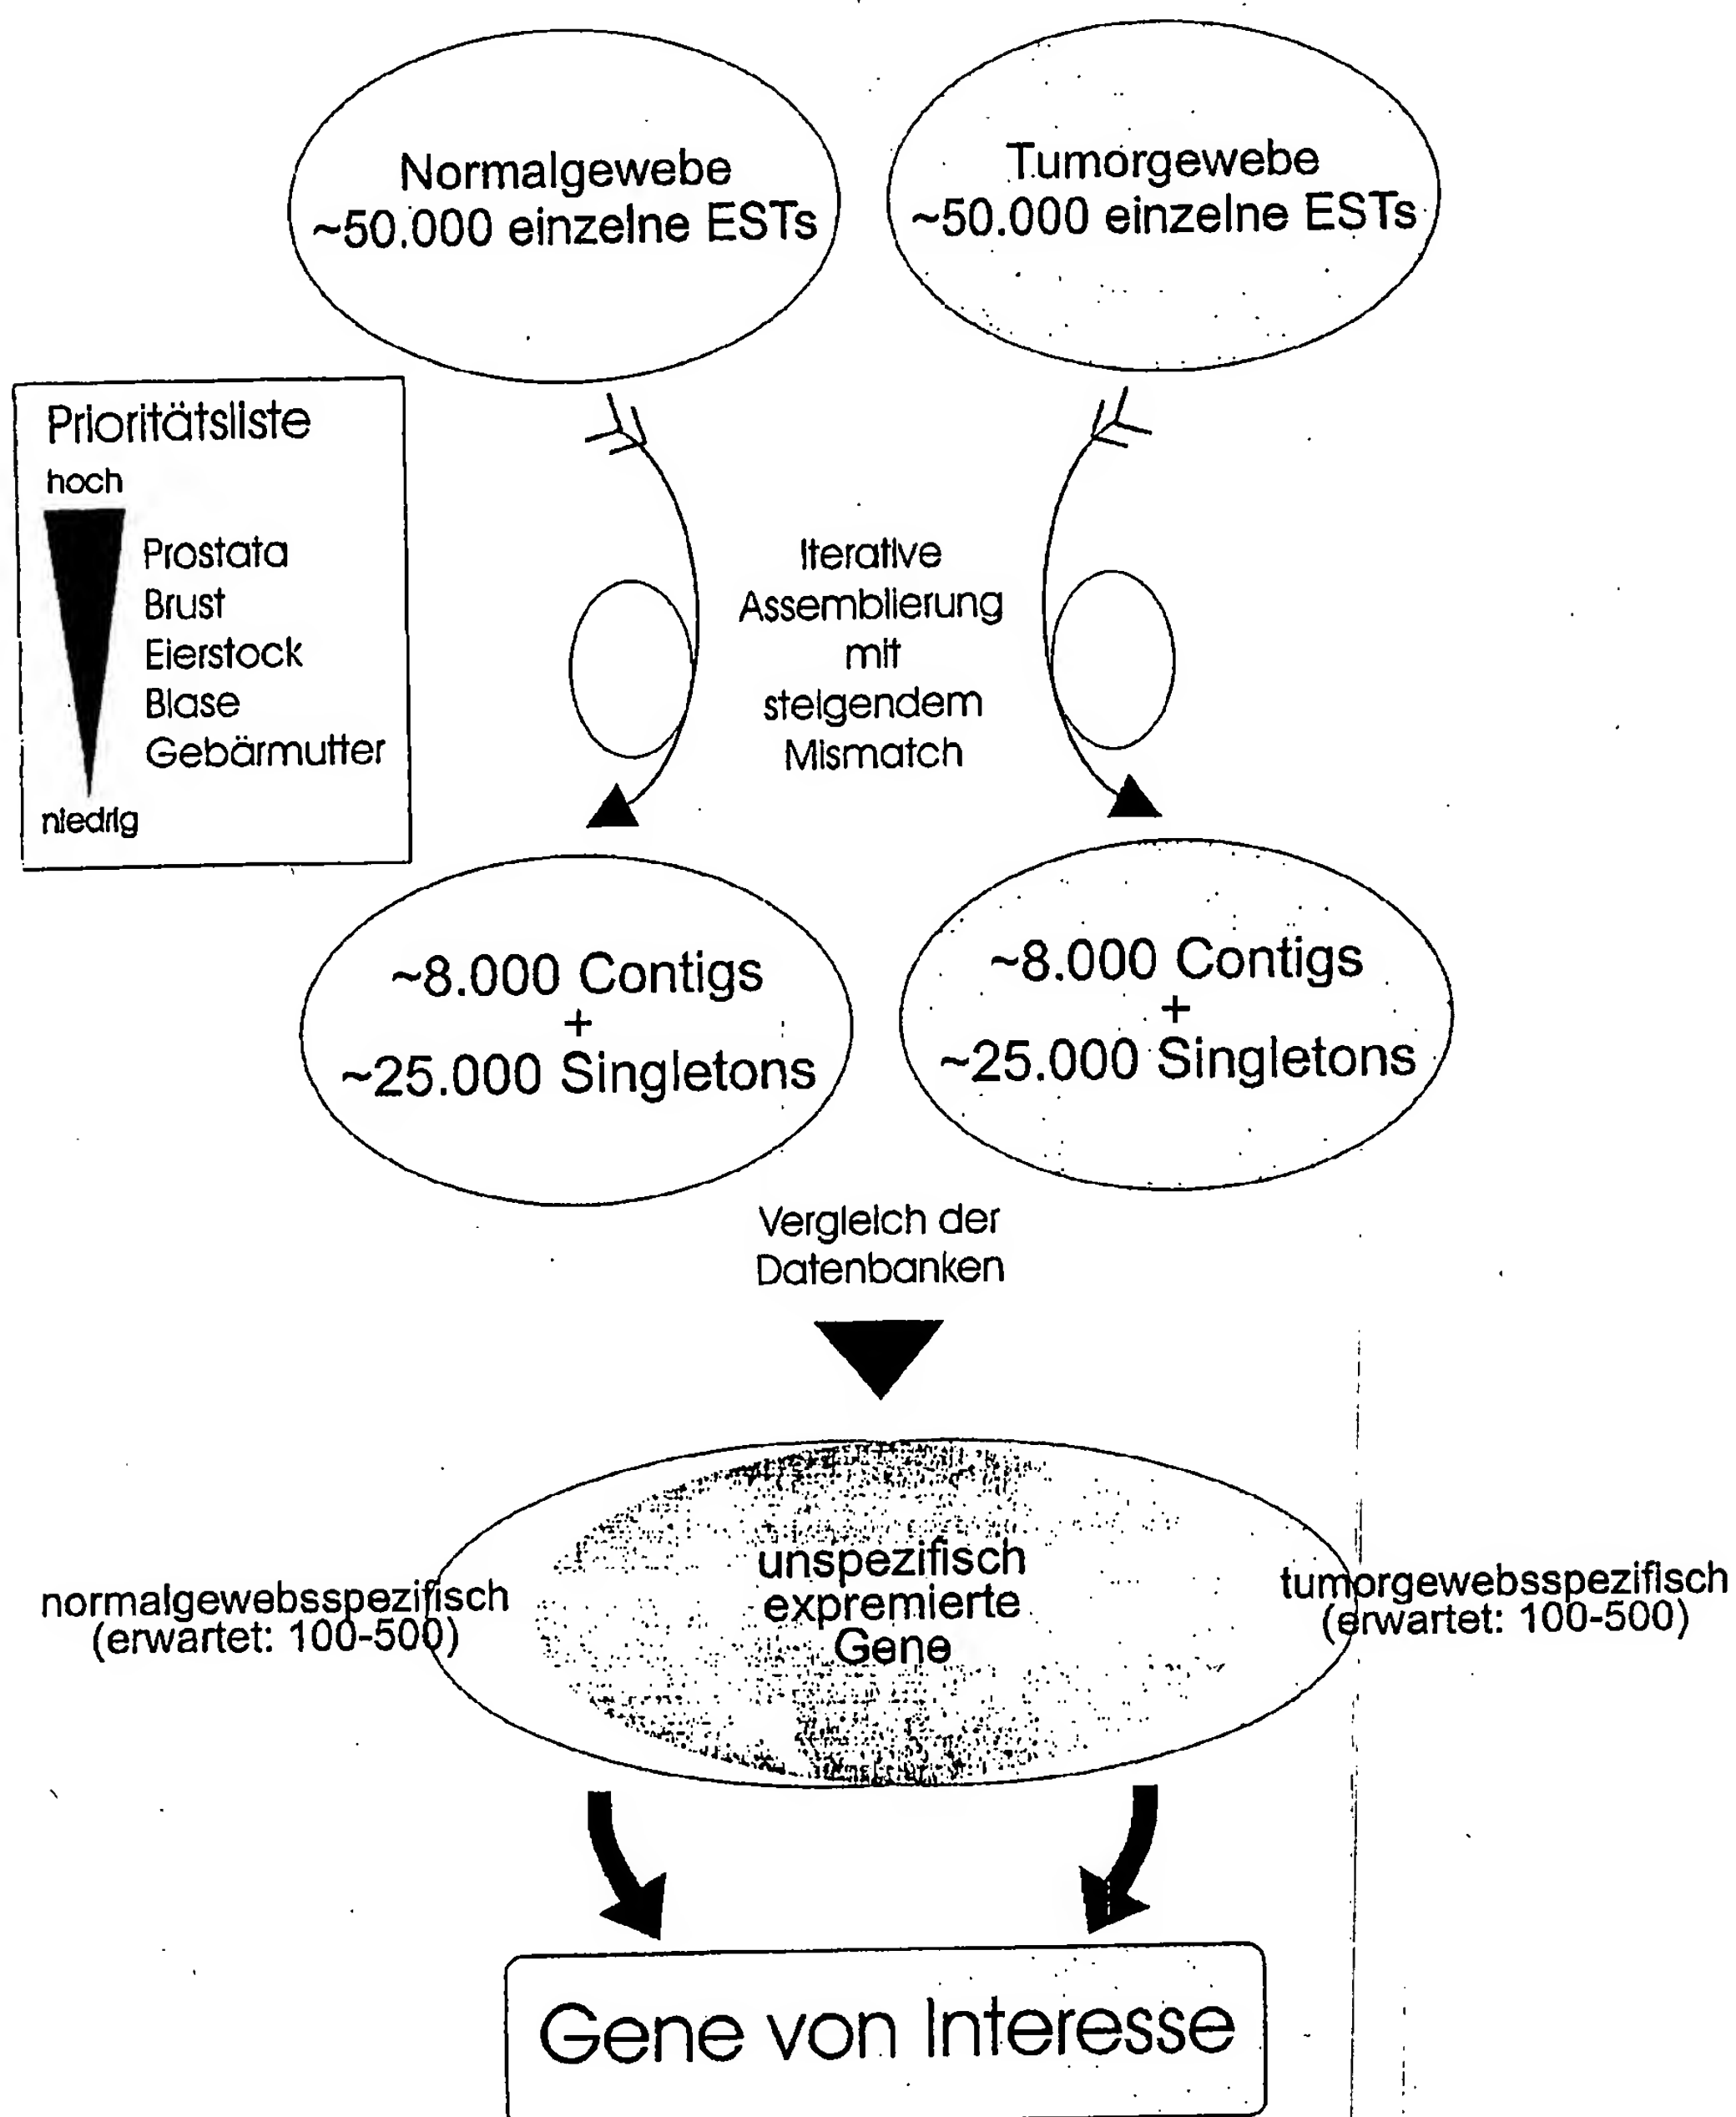 Normalgewebe
~50.000 einzelne ESTs
Tumorgewebe
~50.000 einzelne ESTs
Prioritätsliste
hoch
Prostata
Brust
Eierstock
Blase
Gebärmutter
niedrig
Iterative
Assemblierung
mit
steigendem
Mismatch
~8.000 Contigs
+
~25.000 Singletons
~8.000 Contigs
+
~25.000 Singletons
Vergleich der
Datenbanken
normalgewebsspezifisch
(erwartet: 100-500)
unspezifisch
expremierte
Gene
tumorgewebsspezifisch
(erwartet: 100-500)
Gene von Interesse